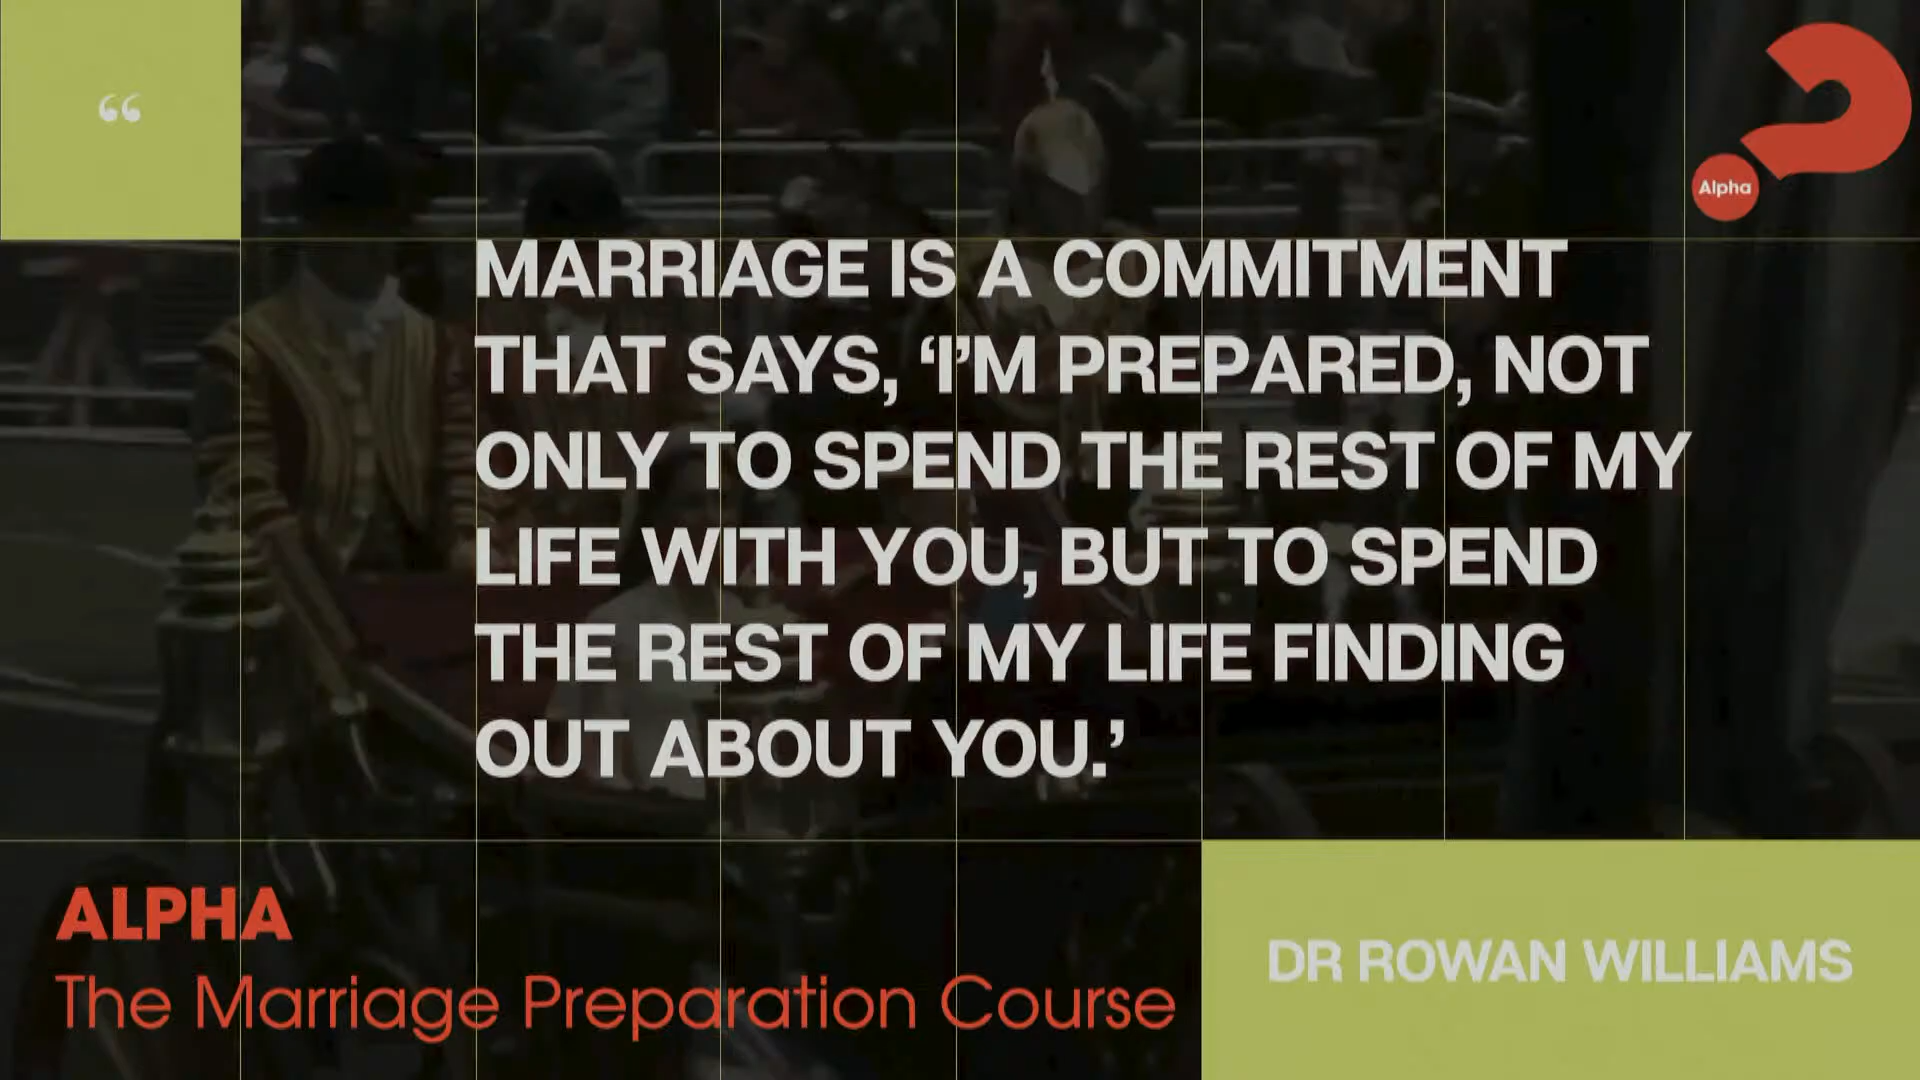 “
Alpha
MARRIAGE IS A COMMITMENT
THAT SAYS, ‘I’M PREPARED, NOT
ONLY TO SPEND THE REST OF MY
LIFE WITH YOU, BUT TO SPEND
THE REST OF MY LIFE FINDING
OUT ABOUT YOU.’
ALPHA
The Marriage Preparation Course
DR ROWAN WILLIAMS